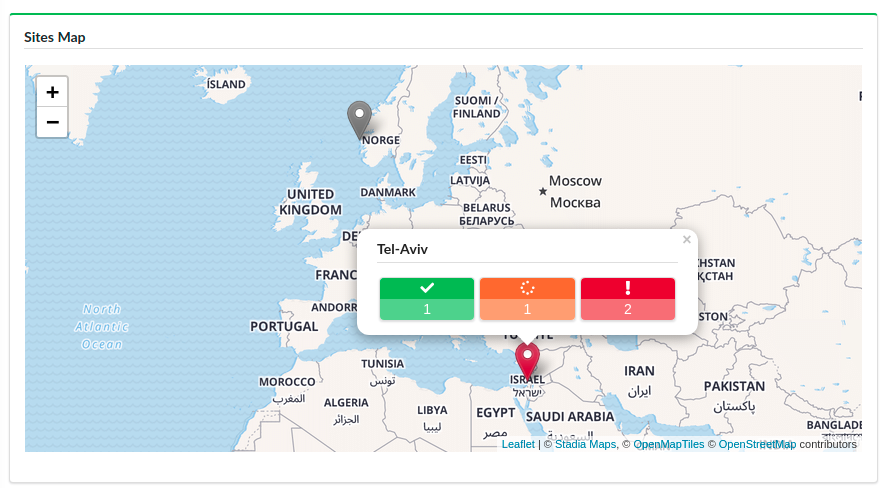 Sites Map
+
−
ÍSLAND
SUOMI /
FINLAND
NORGE
EESTI
LATVIJA
Moscow
Москва
UNITED
KINGDOM
DANMARK
BELARUS
БЕЛАРУСЬ
DE
Tel-Aviv
×
FRANC
1
1
2
ANDORR
PORTUGAL
North
Atlantic
Ocean
TUNISIA
تونس
ISRAEL
ישראל
IRAN
ایران
MOROCCO
المغرب
PAKISTAN
پاکستان
ALGERIA
الجزائر
LIBYA
ليبيا
EGYPT
مصر
SAUDI ARABIA
السعودية
BANGLADE
Leaflet | © Stadia Maps, © OpenMapTiles © OpenStreetMap contributors